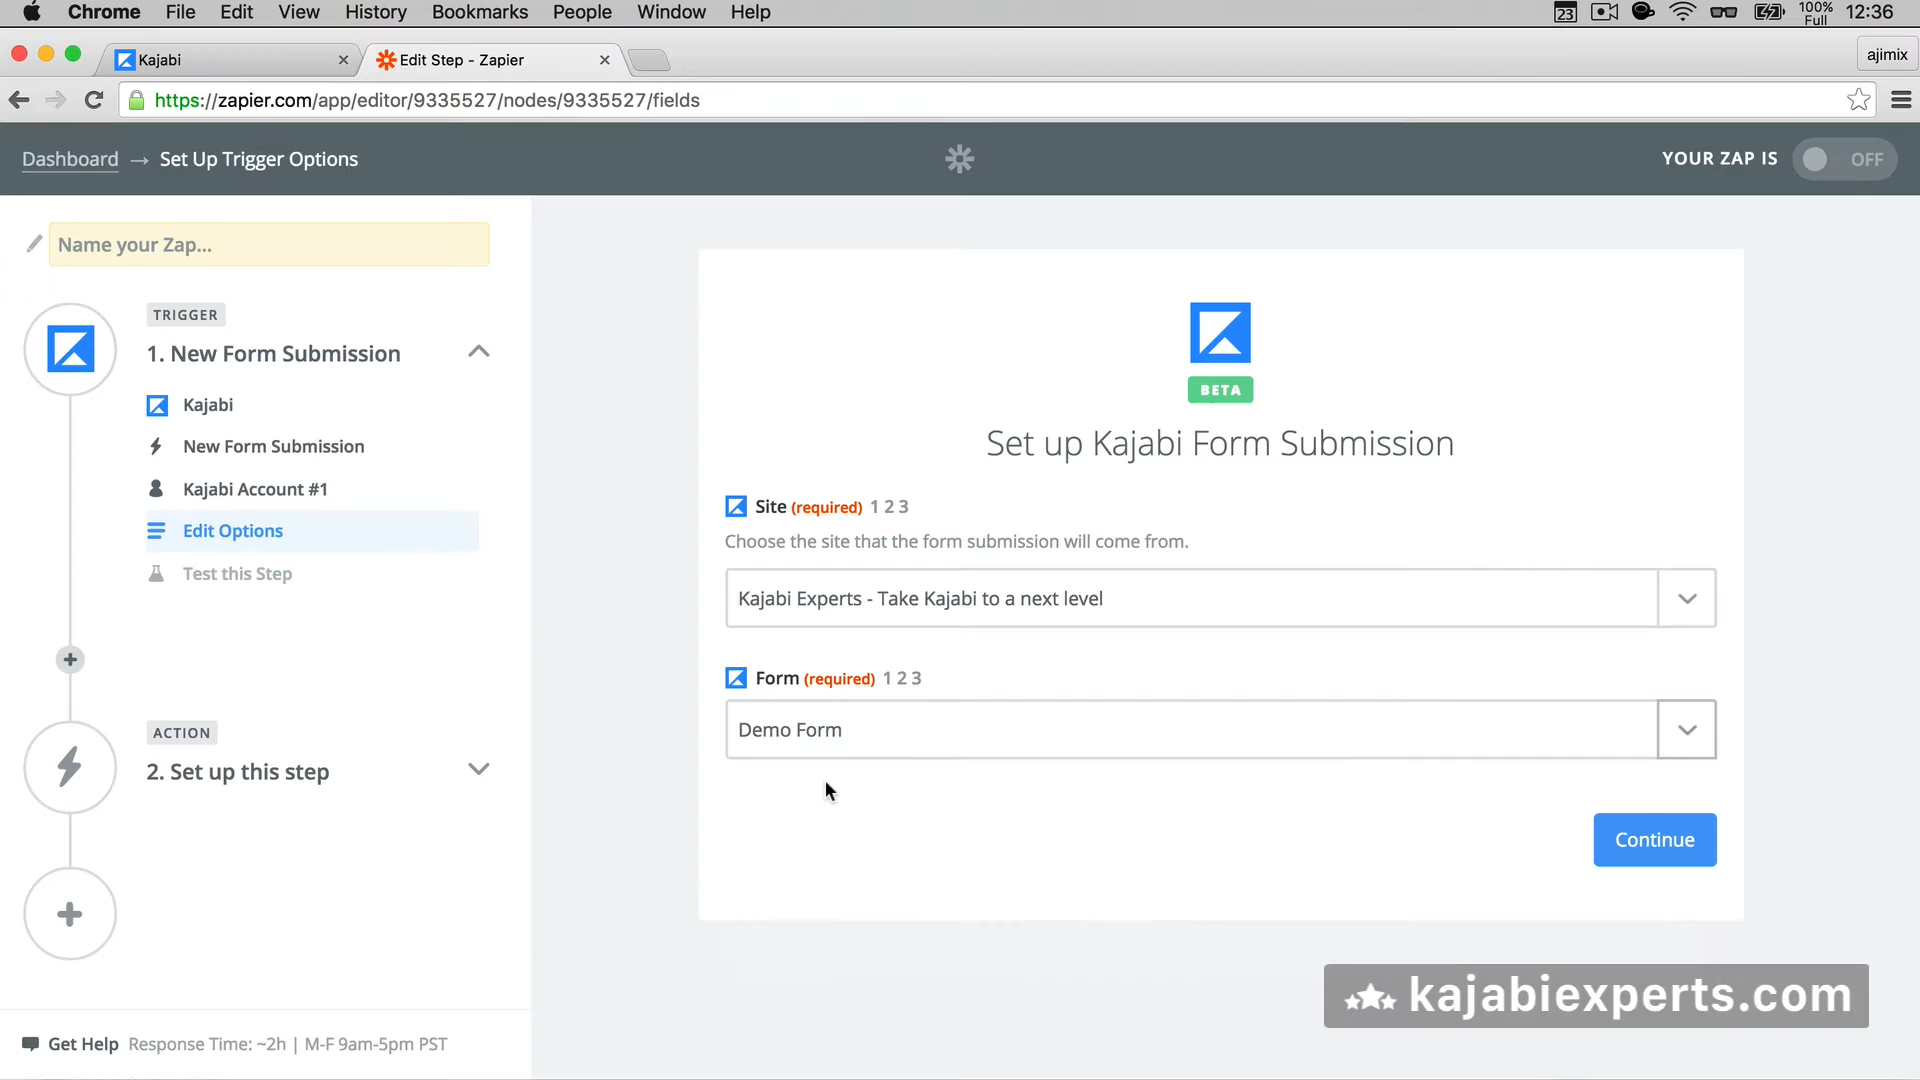 Chrome File Edit View History Bookmarks People Window Help
23
100%
Full
12:36
Kajabi
Edit Step - Zapier
ajimix
https://zapier.com/app/editor/9335527/nodes/9335527/fields
Dashboard → Set Up Trigger Options
YOUR ZAP IS OFF
Name your Zap...
TRIGGER
1. New Form Submission
Kajabi
New Form Submission
Kajabi Account #1
Edit Options
Test this Step
ACTION
2. Set up this step
Get Help Response Time: ~2h | M-F 9am-5pm PST
BETA
Set up Kajabi Form Submission
Site (required) 1 2 3
Choose the site that the form submission will come from.
Kajabi Experts - Take Kajabi to a next level
Form (required) 1 2 3
Demo Form
Continue
kajabiexperts.com